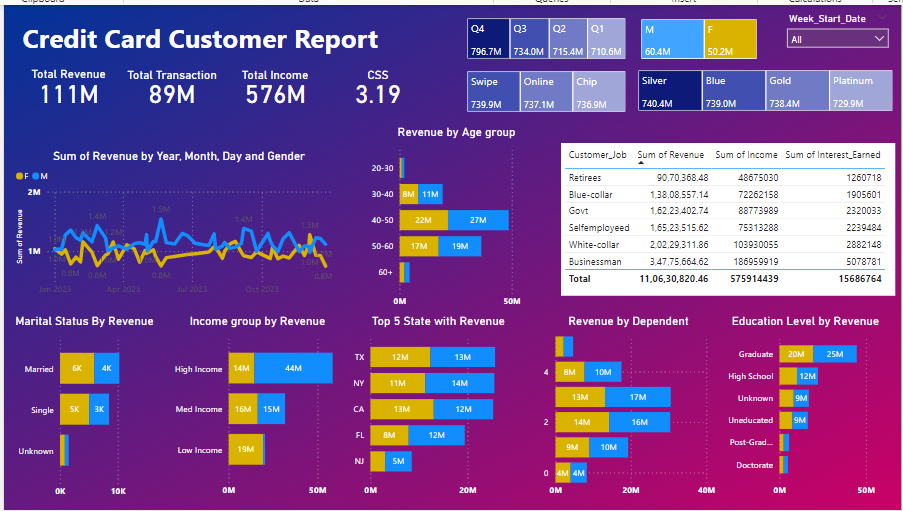 Credit Card Customer Report
Total Revenue
111M
Total Transaction
89M
Total Income
576M
CSS
3.19
Q4
796.7M
Q3
734.0M
Q2
715.4M
Q1
710.6M
M
60.4M
F
50.2M
Week_Start_Date
All
Swipe
739.9M
Online
737.1M
Chip
736.9M
Silver
740.4M
Blue
739.0M
Gold
738.4M
Platinum
729.9M
Sum of Revenue by Year, Month, Day and Gender
F M
Sum of Revenue
2M
1M
1.4M
1.5M
1.4M
1.3M
0.8M
0.8M
0.8M
0.8M
Jan 2023
Apr 2023
Jul 2023
Oct 2023
Revenue by Age group
20-30
30-40 8M 11M
40-50 22M 27M
50-60 17M 19M
60+
0M 50M
Customer_Job Sum of Revenue Sum of Income Sum of Interest_Earned
Retirees 90,70,368.48 48675030 1260718
Blue-collar 1,38,08,557.14 72262158 1905601
Govt 1,62,23,402.74 88773989 2320033
Selfemployeed 1,65,23,515.62 75313288 2239484
White-collar 2,02,29,311.86 103930055 2882148
Businessman 3,47,75,664.62 186959919 5078781
Total 11,06,30,820.46 575914439 15686764
Marital Status By Revenue
Married 6K 4K
Single 5K 3K
Unknown
0K 10K
Income group by Revenue
High Income 14M 44M
Med Income 16M 15M
Low Income 19M
0M 50M
Top 5 State with Revenue
TX 12M 13M
NY 11M 14M
CA 13M 12M
FL 8M 12M
NJ 5M
0M 20M
Revenue by Dependent
4 8M 10M
13M 17M
2 14M 16M
9M 10M
0 4M 4M
0M 20M 40M
Education Level by Revenue
Graduate 20M 25M
High School 12M
Unknown 9M
Uneducated 9M
Post-Grad...
Doctorate
0M 50M